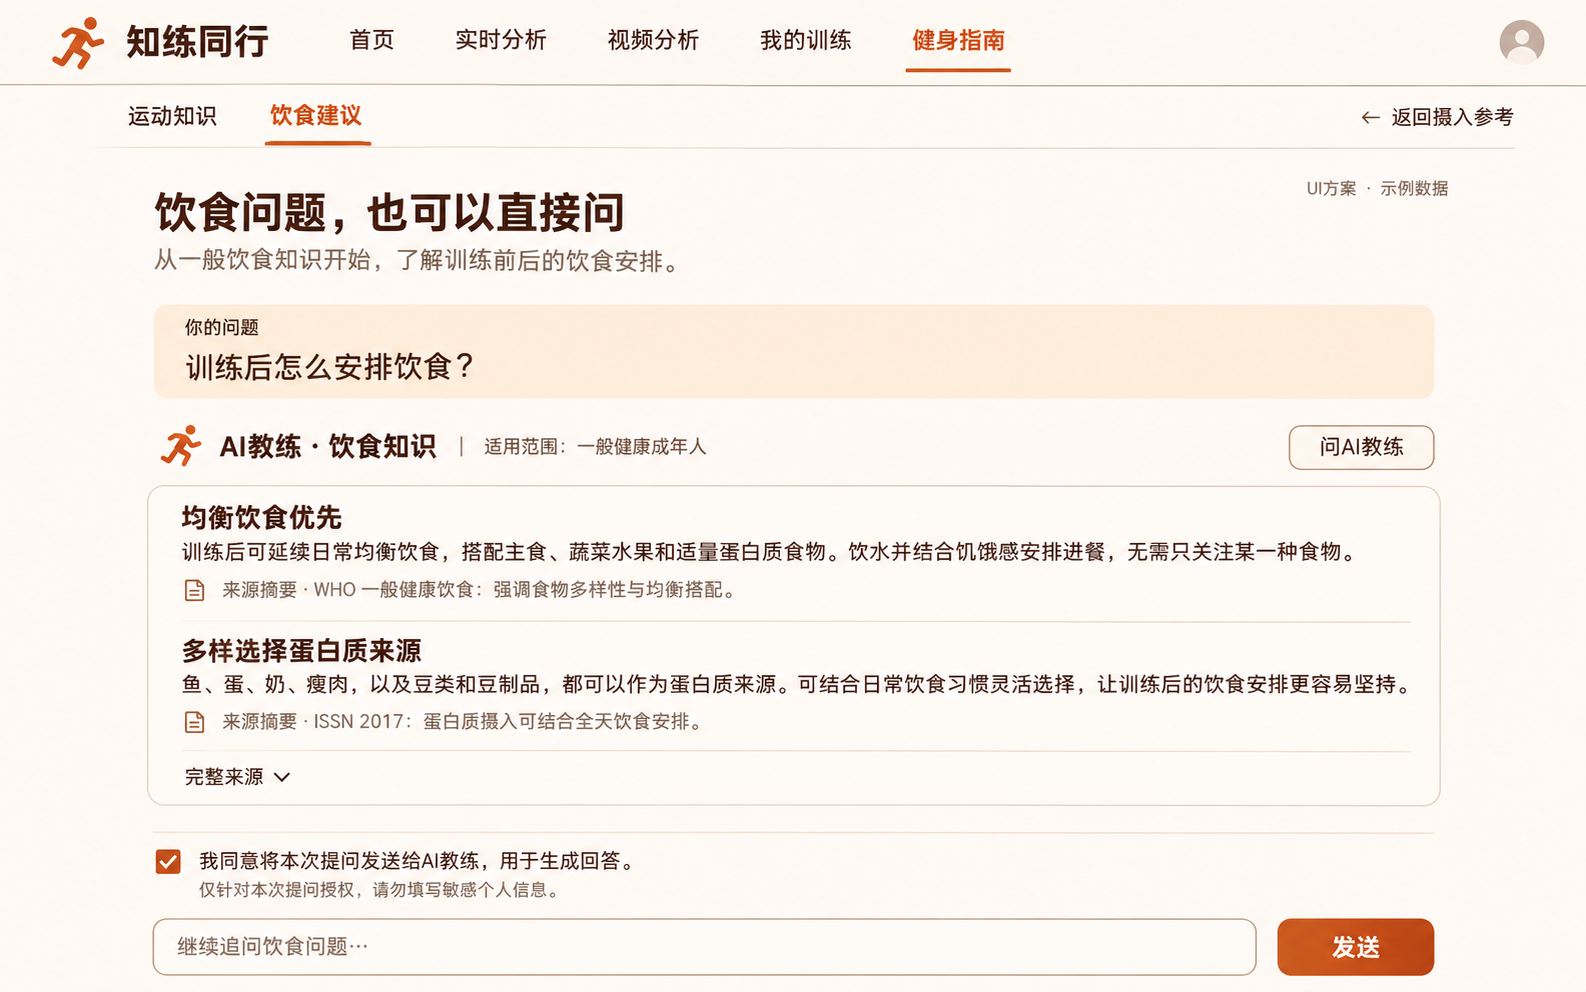 知练同行
首页
实时分析
视频分析
我的训练
健身指南
运动知识
饮食建议
← 返回摄入参考
饮食问题，也可以直接问
UI方案 · 示例数据
从一般饮食知识开始，了解训练前后的饮食安排。
你的问题
训练后怎么安排饮食？
AI教练 · 饮食知识 | 适用范围：一般健康成年人
问AI教练
均衡饮食优先
训练后可延续日常均衡饮食，搭配主食、蔬菜水果和适量蛋白质食物。饮水并结合饥饿感安排进餐，无需只关注某一种食物。
来源摘要 · WHO 一般健康饮食：强调食物多样性与均衡搭配。
多样选择蛋白质来源
鱼、蛋、奶、瘦肉，以及豆类和豆制品，都可以作为蛋白质来源。可结合日常饮食习惯灵活选择，让训练后的饮食安排更容易坚持。
来源摘要 · ISSN 2017：蛋白质摄入可结合全天饮食安排。
完整来源
我同意将本次提问发送给AI教练，用于生成回答。
仅针对本次提问授权，请勿填写敏感个人信息。
继续追问饮食问题…
发送